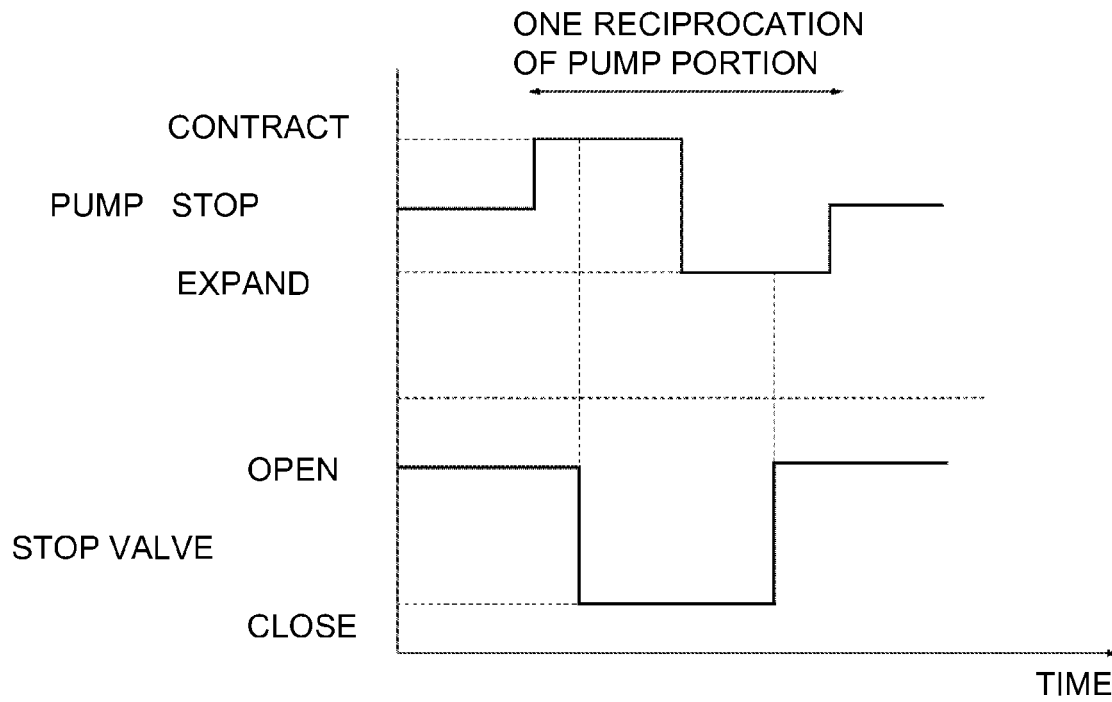 ONE RECIPROCATION
OF PUMP PORTION
CONTRACT
PUMP STOP
EXPAND
OPEN
STOP VALVE
CLOSE
TIME